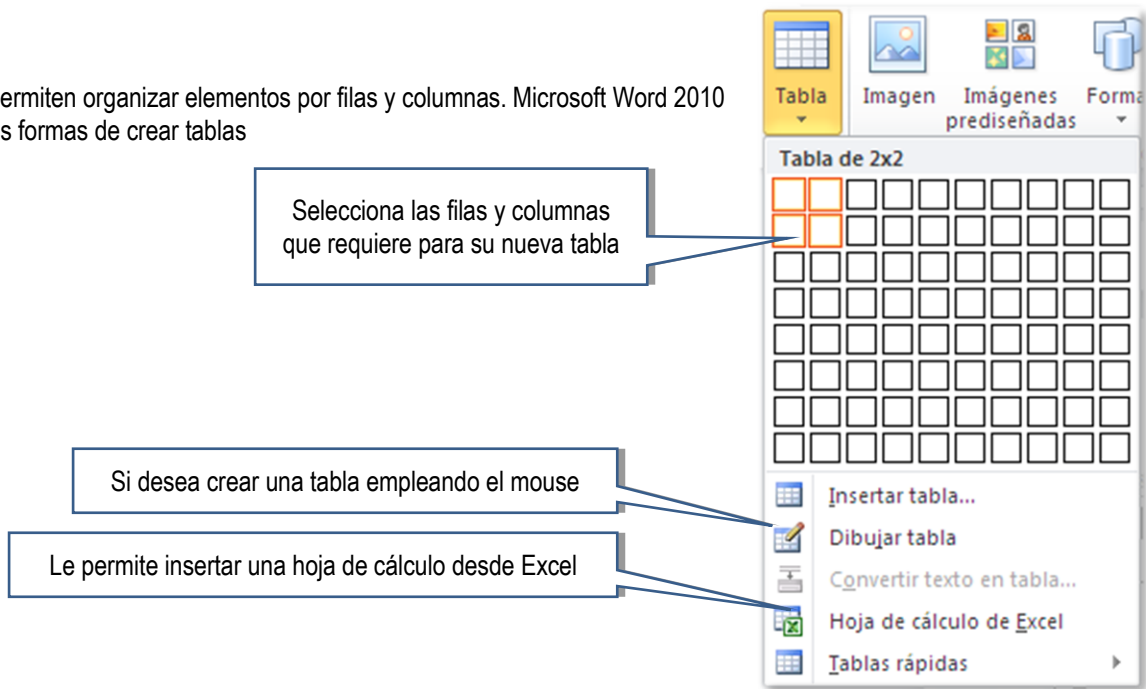 ermiten organizar elementos por filas y columnas. Microsoft Word 2010
s formas de crear tablas
Tabla
Imagen
Imágenes
prediseñadas
Forma
Tabla de 2x2
Selecciona las filas y columnas
que requiere para su nueva tabla
Si desea crear una tabla empleando el mouse
Le permite insertar una hoja de cálculo desde Excel
Insertar tabla...
Dibujar tabla
Convertir texto en tabla...
Hoja de cálculo de Excel
Tablas rápidas